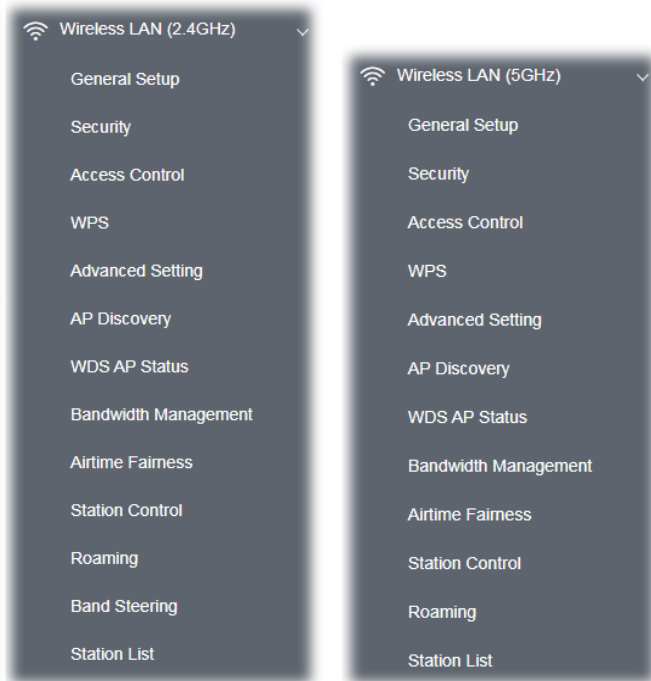 Wireless LAN (2.4GHz)
General Setup
Security
Access Control
WPS
Advanced Setting
AP Discovery
WDS AP Status
Bandwidth Management
Airtime Fairness
Station Control
Roaming
Band Steering
Station List
Wireless LAN (5GHz)
General Setup
Security
Access Control
WPS
Advanced Setting
AP Discovery
WDS AP Status
Bandwidth Management
Airtime Fairness
Station Control
Roaming
Station List